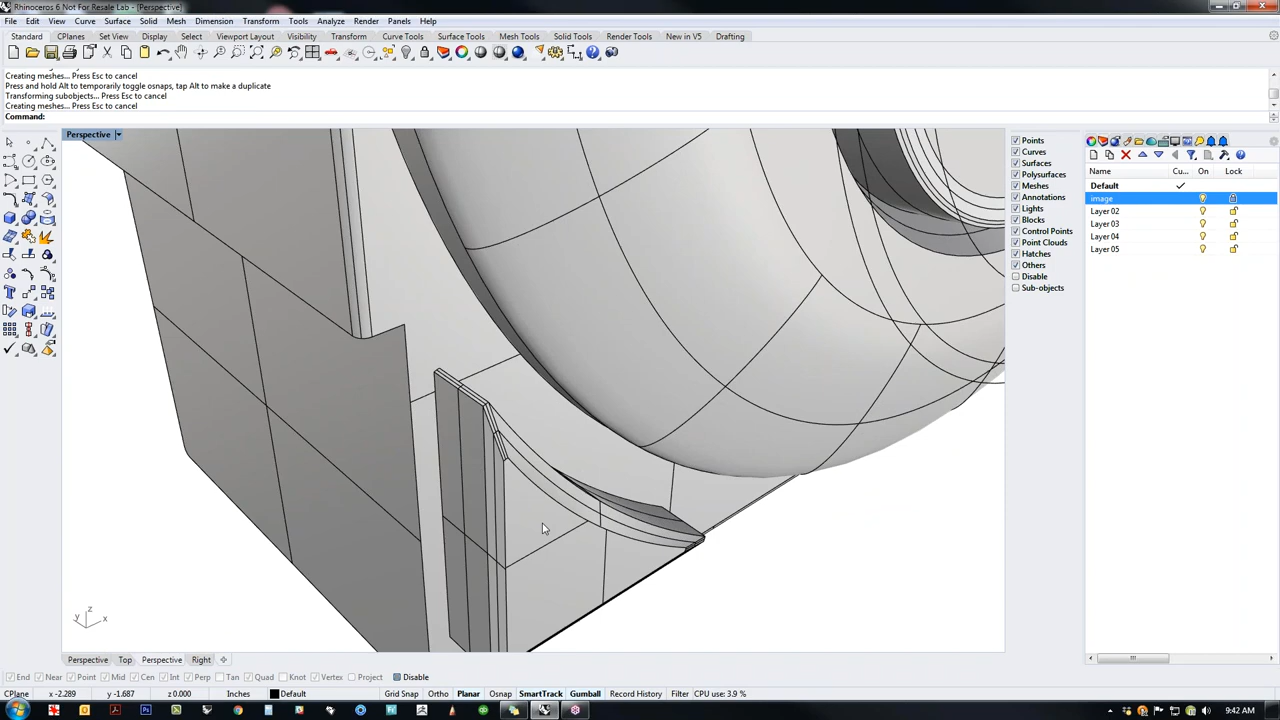 Rhinoceros 6 Not For Resale Lab - [Perspective]
File Edit View Curve Surface Solid Mesh Dimension Transform Tools Analyze Render Panels Help
Standard CPlanes Set View Display Select Viewport Layout Visibility Transform Curve Tools Surface Tools Mesh Tools Solid Tools Render Tools New in V5 Drafting
Creating meshes... Press Esc to cancel
Press and hold Alt to temporarily toggle osnaps, tap Alt to make a duplicate
Transforming subobjects... Press Esc to cancel
Creating meshes... Press Esc to cancel
Command:
Perspective
Points
Curves
Surfaces
Polysurfaces
Meshes
Annotations
Lights
Blocks
Control Points
Point Clouds
Hatches
Others
Disable
Sub-objects
Name Cu... On Lock
Default
image
Layer 02
Layer 03
Layer 04
Layer 05
z
y x
Perspective Top Perspective Right
End Near Point Mid Cen Int Perp Tan Quad Knot Vertex Project Disable
CPlane x -2.289 y -1.687 z 0.000 Inches Default Grid Snap Ortho Planar Osnap SmartTrack Gumball Record History Filter CPU use: 3.9 %
9:42 AM